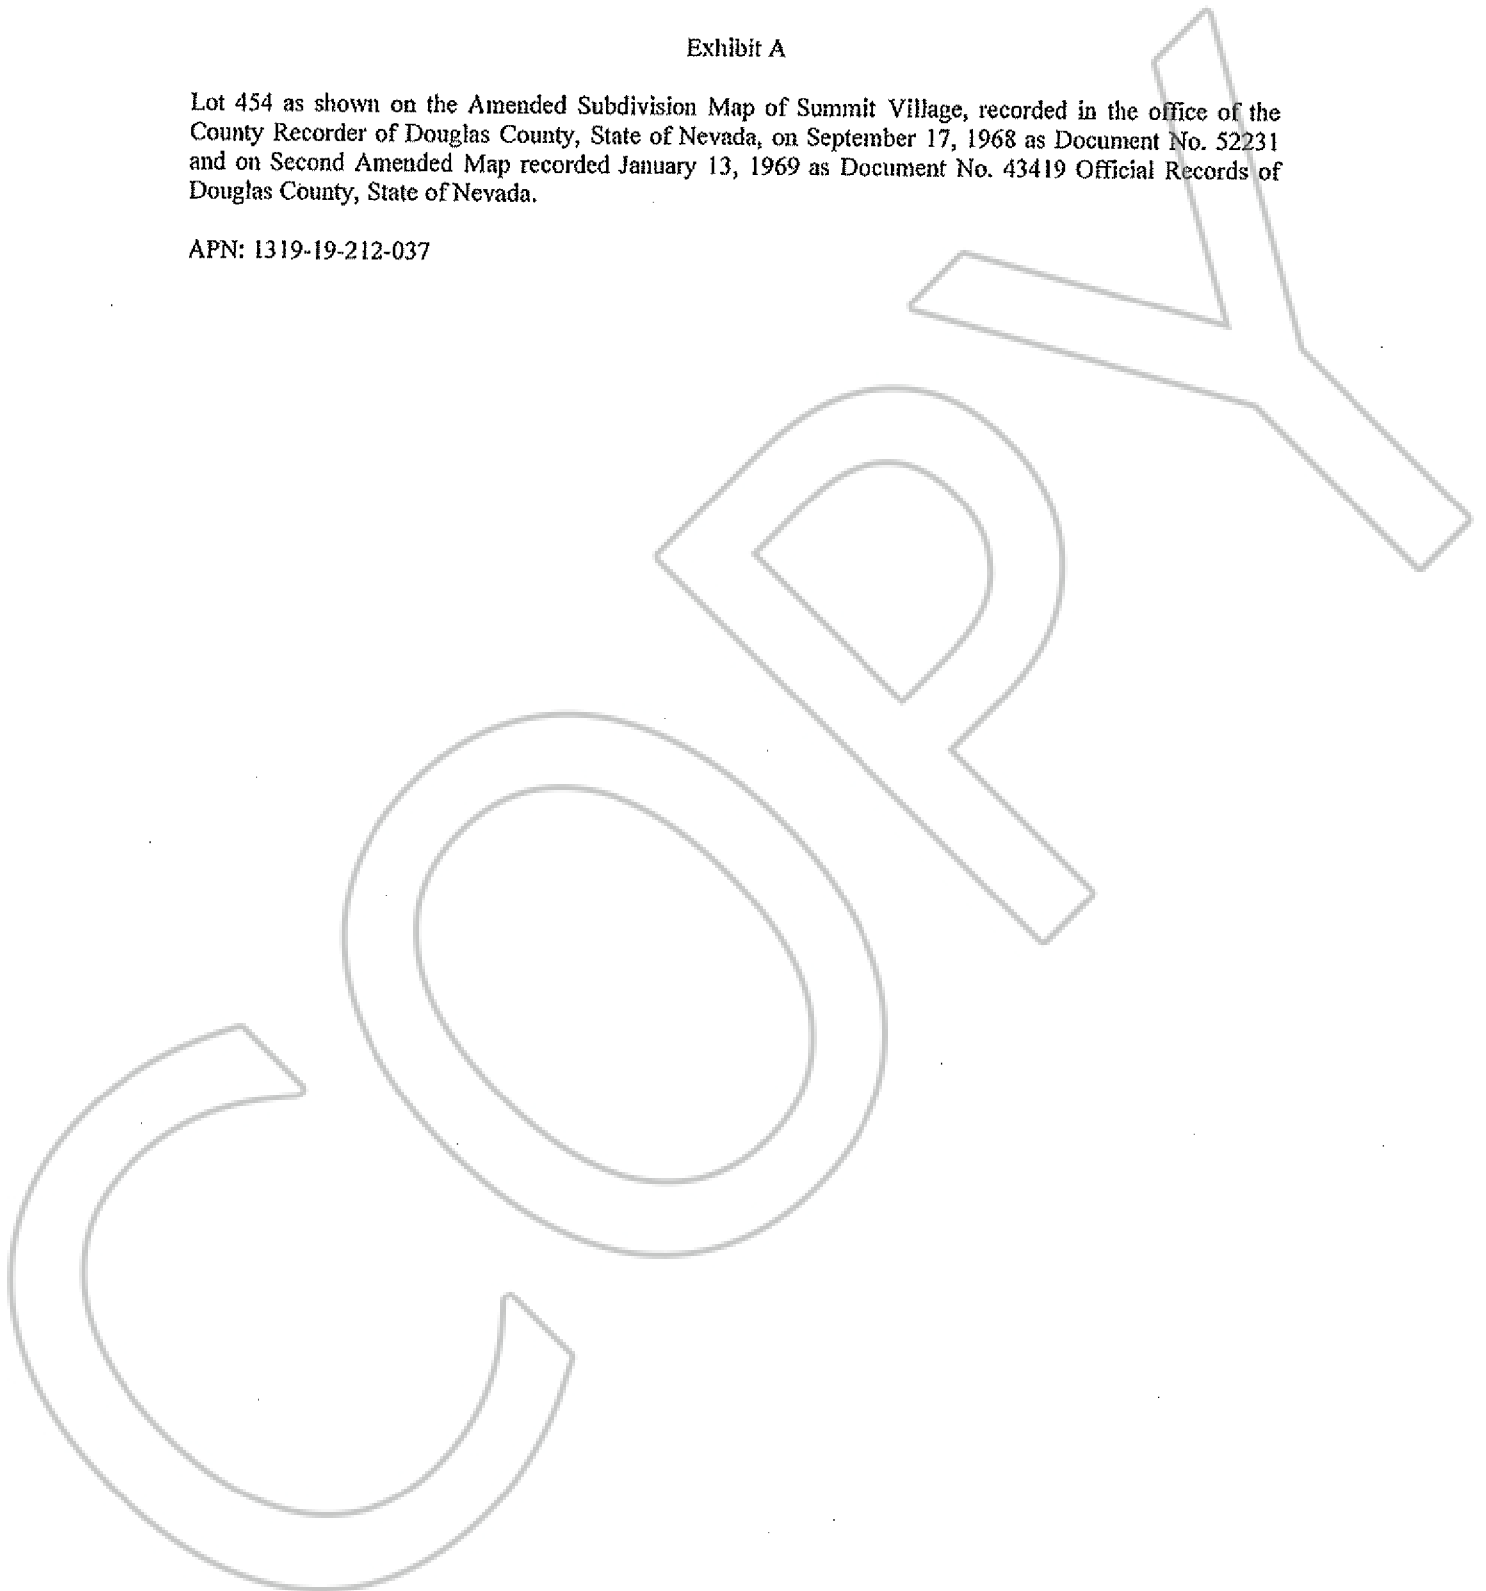 Exhibit A
Lot 454 as shown on the Amended Subdivision Map of Summit Village, recorded in the office of the
County Recorder of Douglas County, State of Nevada, on September 17, 1968 as Document No. 52231
and on Second Amended Map recorded January 13, 1969 as Document No. 43419 Official Records of
Douglas County, State of Nevada.
APN: 1319-19-212-037
COPY